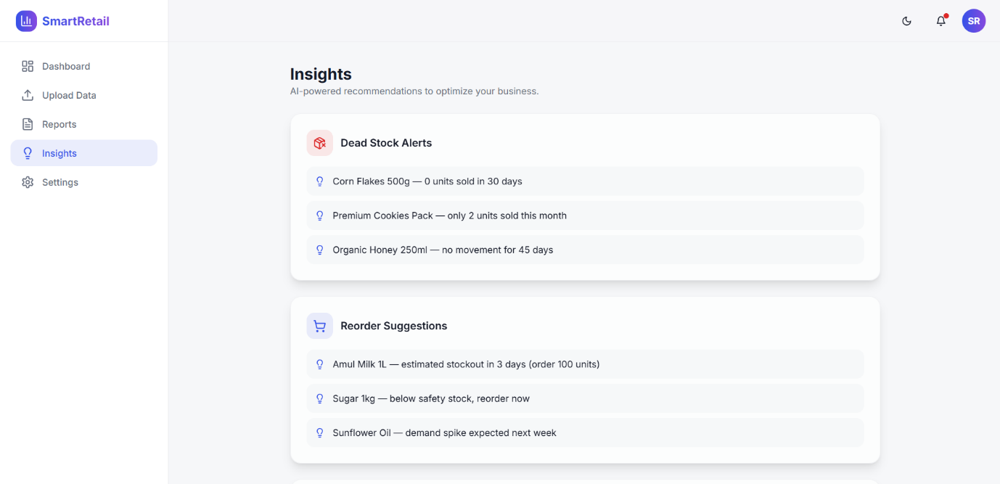 SmartRetail
SR
Dashboard
Upload Data
Reports
Insights
Settings
Insights
AI-powered recommendations to optimize your business.
Dead Stock Alerts
Corn Flakes 500g — 0 units sold in 30 days
Premium Cookies Pack — only 2 units sold this month
Organic Honey 250ml — no movement for 45 days
Reorder Suggestions
Amul Milk 1L — estimated stockout in 3 days (order 100 units)
Sugar 1kg — below safety stock, reorder now
Sunflower Oil — demand spike expected next week